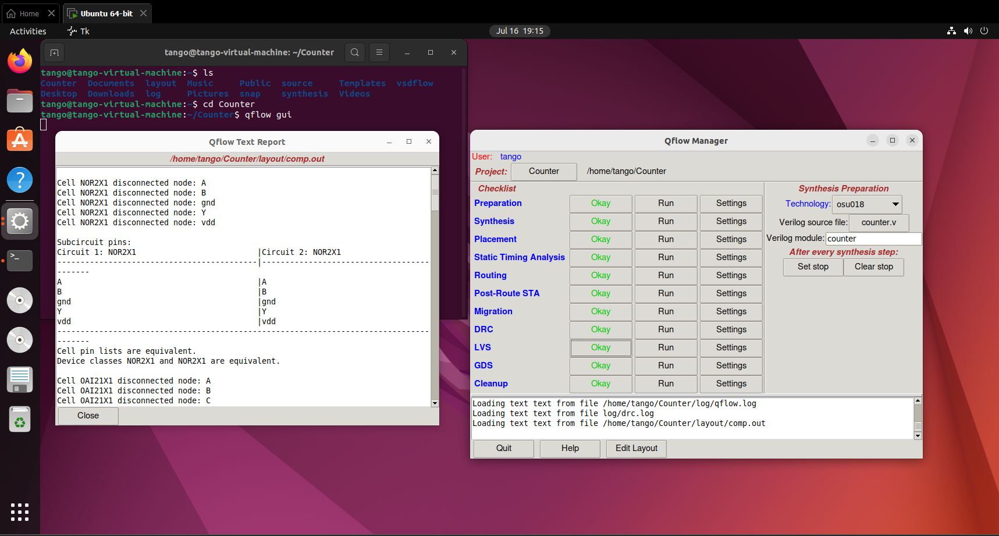 Home
Ubuntu 64-bit
Activities
Tk
Jul 16 19:15
tango@tango-virtual-machine: ~/Counter
tango@tango-virtual-machine:~$ ls
Counter Documents layout Music Public source Templates vsdflow
Desktop Downloads log Pictures snap synthesis Videos
tango@tango-virtual-machine:~$ cd Counter
tango@tango-virtual-machine:~/Counter$ qflow gui
Qflow Text Report
/home/tango/Counter/layout/comp.out
Cell NOR2X1 disconnected node: A
Cell NOR2X1 disconnected node: B
Cell NOR2X1 disconnected node: gnd
Cell NOR2X1 disconnected node: Y
Cell NOR2X1 disconnected node: vdd
Subcircuit pins:
Circuit 1: NOR2X1 |Circuit 2: NOR2X1
-------------------------------------------|-----------------------------------
-------
A |A
B |B
gnd |gnd
Y |Y
vdd |vdd
--------------------------------------------------------------------------------
-------
Cell pin lists are equivalent.
Device classes NOR2X1 and NOR2X1 are equivalent.
Cell OAI21X1 disconnected node: A
Cell OAI21X1 disconnected node: B
Cell OAI21X1 disconnected node: C
Close
Qflow Manager
User: tango
Project: Counter /home/tango/Counter
Checklist
Preparation Okay Run Settings
Synthesis Okay Run Settings
Placement Okay Run Settings
Static Timing Analysis Okay Run Settings
Routing Okay Run Settings
Post-Route STA Okay Run Settings
Migration Okay Run Settings
DRC Okay Run Settings
LVS Okay Run Settings
GDS Okay Run Settings
Cleanup Okay Run Settings
Synthesis Preparation
Technology: osu018
Verilog source file: counter.v
Verilog module: counter
After every synthesis step:
Set stop Clear stop
Loading text text from file /home/tango/Counter/log/qflow.log
Loading text text from file log/drc.log
Loading text text from file /home/tango/Counter/layout/comp.out
Quit Help Edit Layout